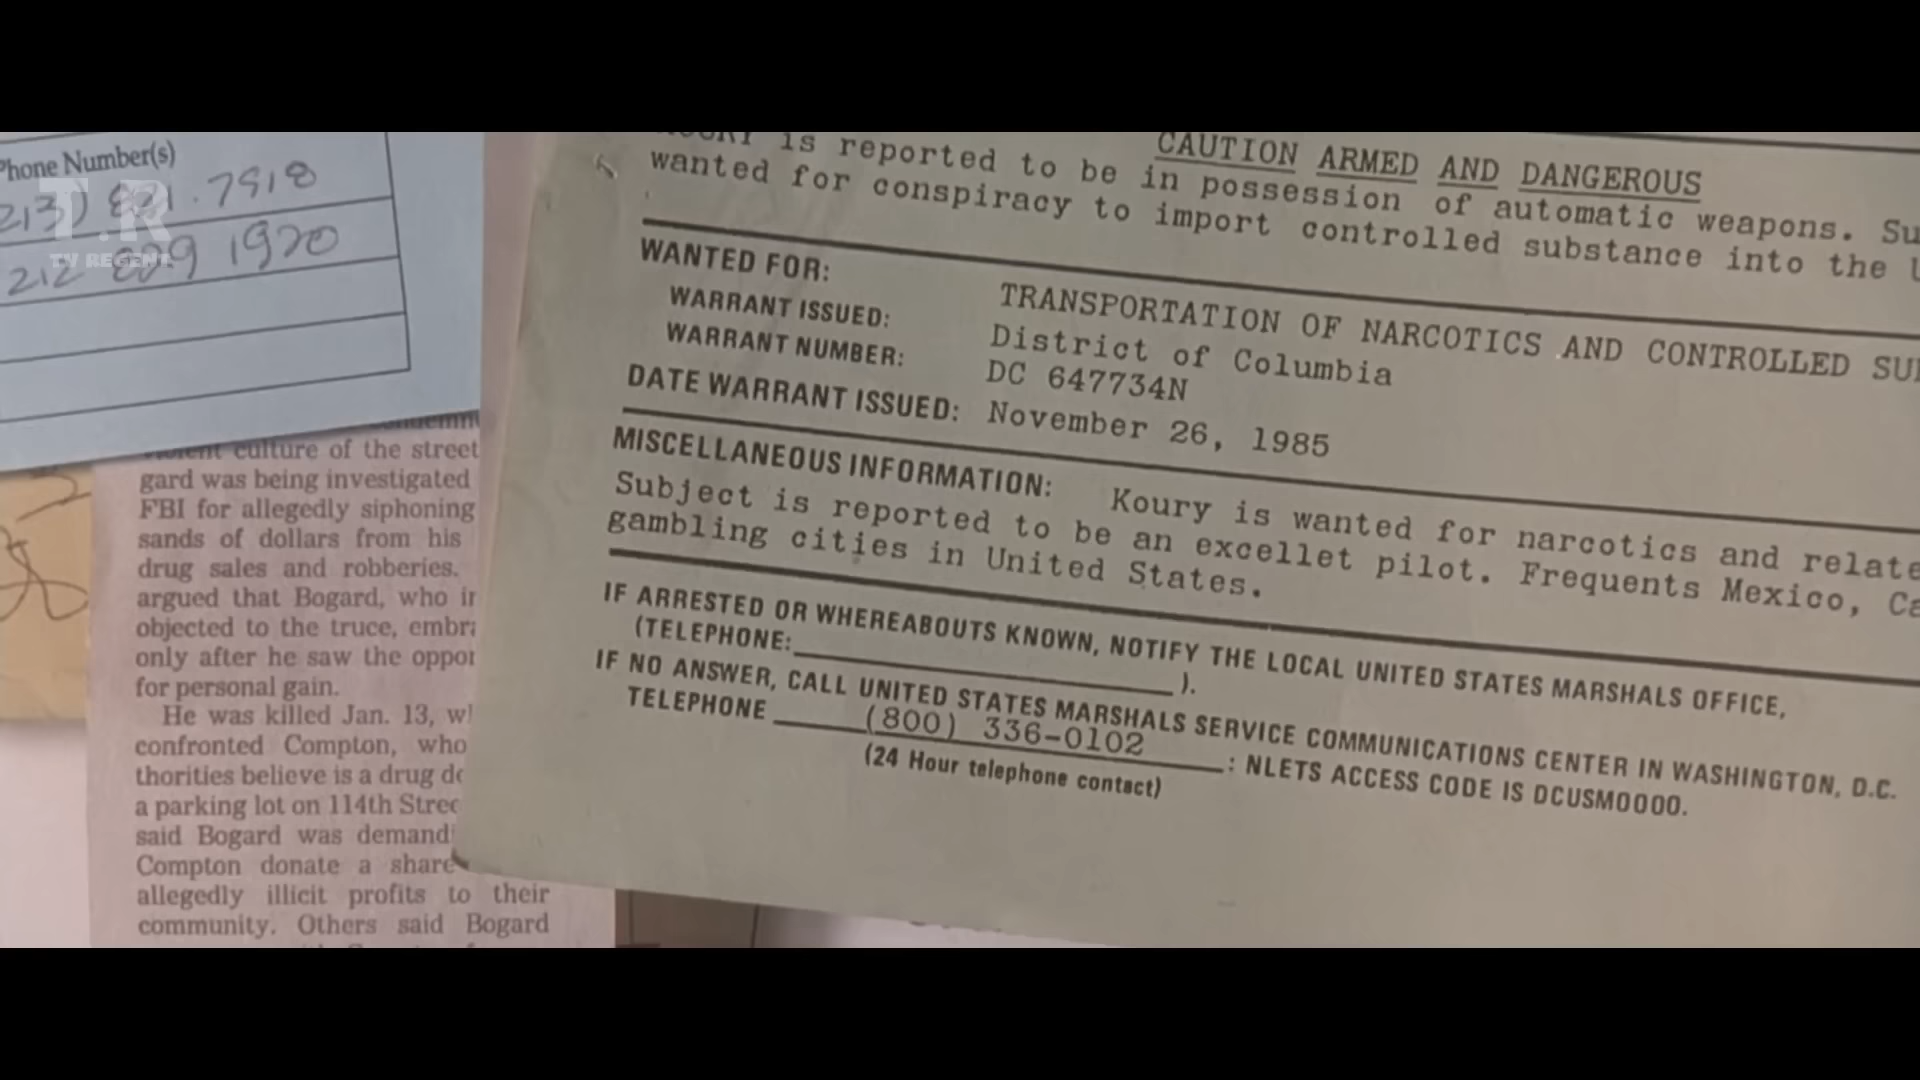 Phone Number(s)
213) 821.7918
212 829 1920
T.R
TV REGENT
violent culture of the street
gard was being investigated
FBI for allegedly siphoning
sands of dollars from his
drug sales and robberies.
argued that Bogard, who in
objected to the truce, embra
only after he saw the oppor
for personal gain.
He was killed Jan. 13, wh
confronted Compton, who
thorities believe is a drug de
a parking lot on 114th Stree
said Bogard was demand
Compton donate a share
allegedly illicit profits to their
community. Others said Bogard
CAUTION ARMED AND DANGEROUS
KOURY is reported to be in possession of automatic weapons. Su
wanted for conspiracy to import controlled substance into the U
WANTED FOR: TRANSPORTATION OF NARCOTICS AND CONTROLLED SU
WARRANT ISSUED: District of Columbia
WARRANT NUMBER: DC 647734N
DATE WARRANT ISSUED: November 26, 1985
MISCELLANEOUS INFORMATION: Koury is wanted for narcotics and relate
Subject is reported to be an excellet pilot. Frequents Mexico, Ca
gambling cities in United States.
IF ARRESTED OR WHEREABOUTS KNOWN, NOTIFY THE LOCAL UNITED STATES MARSHALS OFFICE,
(TELEPHONE: ).
IF NO ANSWER, CALL UNITED STATES MARSHALS SERVICE COMMUNICATIONS CENTER IN WASHINGTON, D.C.
TELEPHONE (800) 336-0102 : NLETS ACCESS CODE IS DCUSM0000.
(24 Hour telephone contact)